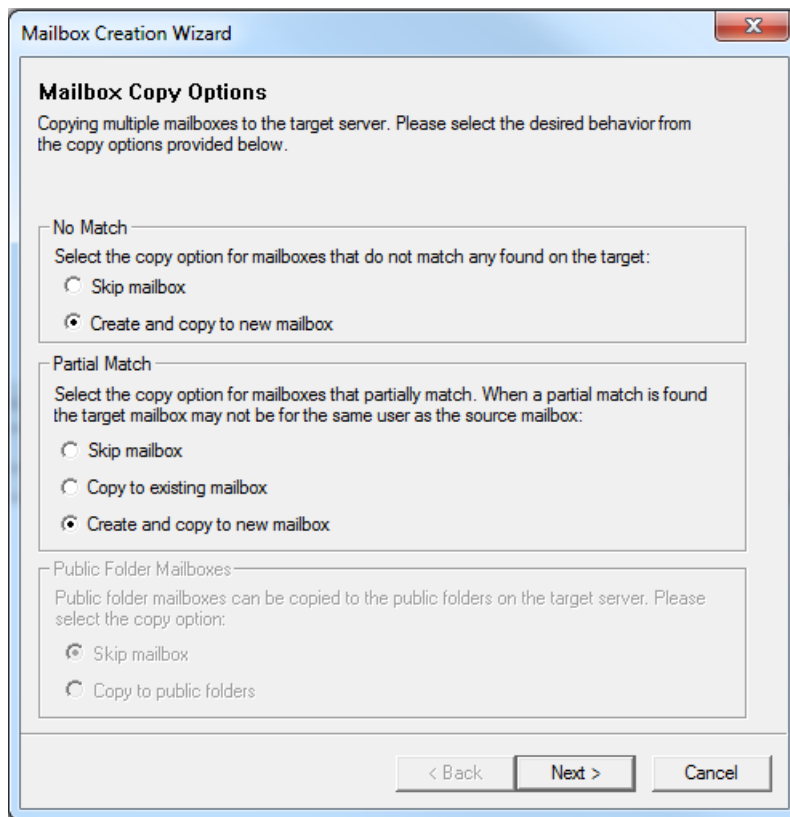 Mailbox Creation Wizard
Mailbox Copy Options
Copying multiple mailboxes to the target server. Please select the desired behavior from
the copy options provided below.
No Match
Select the copy option for mailboxes that do not match any found on the target:
Skip mailbox
Create and copy to new mailbox
Partial Match
Select the copy option for mailboxes that partially match. When a partial match is found
the target mailbox may not be for the same user as the source mailbox:
Skip mailbox
Copy to existing mailbox
Create and copy to new mailbox
Public Folder Mailboxes
Public folder mailboxes can be copied to the public folders on the target server. Please
select the copy option:
Skip mailbox
Copy to public folders
< Back Next > Cancel